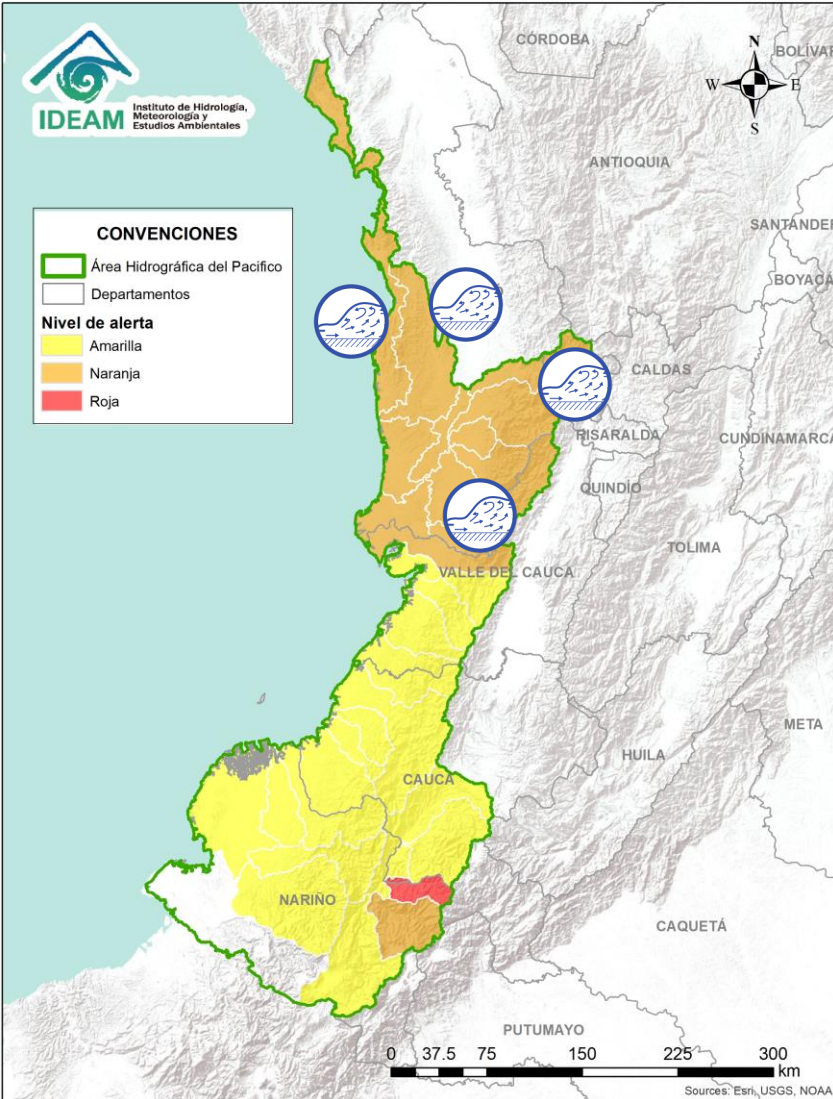 IDEAM
Instituto de Hidrología,
Meteorología y
Estudios Ambientales
N
W
E
S
CÓRDOBA
BOLÍVAR
ANTIOQUIA
SANTANDER
BOYACÁ
CONVENCIONES
Área Hidrográfica del Pacifico
Departamentos
Nivel de alerta
Amarilla
Naranja
Roja
CALDAS
RISARALDA
CUNDINAMARCA
QUINDÍO
TOLIMA
VALLE DEL CAUCA
META
HUILA
CAUCA
NARIÑO
CAQUETÁ
PUTUMAYO
0 37.5 75 150 225 300
km
Sources: Esri, USGS, NOAA